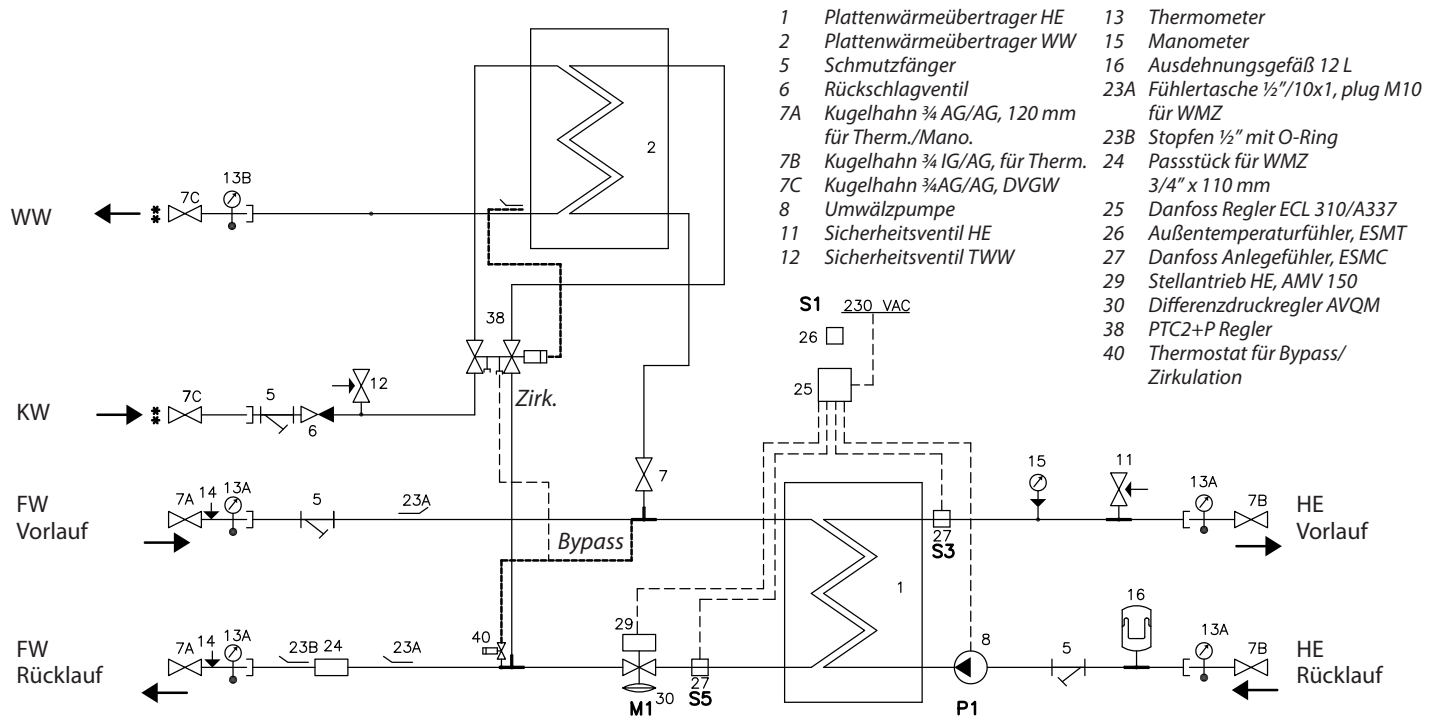 1 Plattenwärmeübertrager HE
2 Plattenwärmeübertrager WW
5 Schmutzfänger
6 Rückschlagventil
7A Kugelhahn ¾ AG/AG, 120 mm
für Therm./Mano.
7B Kugelhahn ¾ IG/AG, für Therm.
7C Kugelhahn ¾AG/AG, DVGW
8 Umwälzpumpe
11 Sicherheitsventil HE
12 Sicherheitsventil TWW
13 Thermometer
15 Manometer
16 Ausdehnungsgefäß 12 L
23A Fühlertasche ½”/10x1, plug M10
für WMZ
23B Stopfen ½” mit O-Ring
24 Passstück für WMZ
3/4” x 110 mm
25 Danfoss Regler ECL 310/A337
26 Außentemperaturfühler, ESMT
27 Danfoss Anlegefühler, ESMC
29 Stellantrieb HE, AMV 150
30 Differenzdruckregler AVQM
38 PTC2+P Regler
40 Thermostat für Bypass/
Zirkulation
2
WW
**
7C
13B
38
S1
230 VAC
26
25
KW
**
7C
5
6
12
Zirk.
7
FW
Vorlauf
7A
14
13A
5
23A
Bypass
27
S3
15
11
13A
7B
HE
Vorlauf
1
FW
Rücklauf
7A
14
13A
23B
24
23A
40
29
30
M1
27
S5
8
P1
5
16
13A
7B
HE
Rücklauf